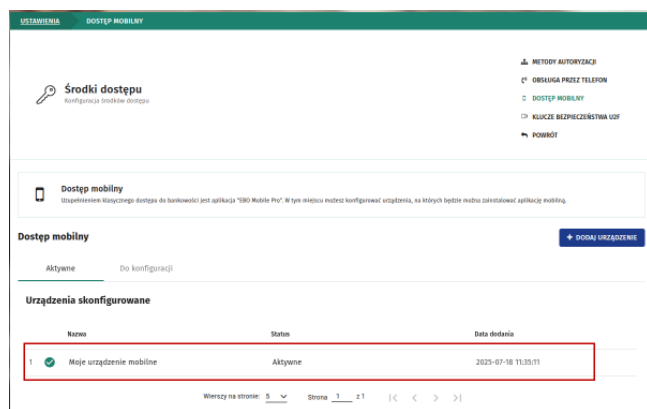 USTAWIENIA DOSTĘP MOBILNY
METODY AUTORYZACJI
OBSŁUGA PRZEZ TELEFON
DOSTĘP MOBILNY
KLUCZE BEZPIECZEŃSTWA U2F
POWRÓT
Środki dostępu
Konfiguracja środków dostępu
Dostęp mobilny
Uzupełnieniem klasycznego dostępu do bankowości jest aplikacja "EBO Mobile Pro". W tym miejscu możesz konfigurować urządzenia, na których będzie można zainstalować aplikację mobilną.
Dostęp mobilny
+ DODAJ URZĄDZENIE
Aktywne Do konfiguracji
Urządzenia skonfigurowane
Nazwa Status Data dodania
1 Moje urządzenie mobilne Aktywne 2025-07-18 11:35:11
Wierszy na stronie: 5 Strona 1 z 1